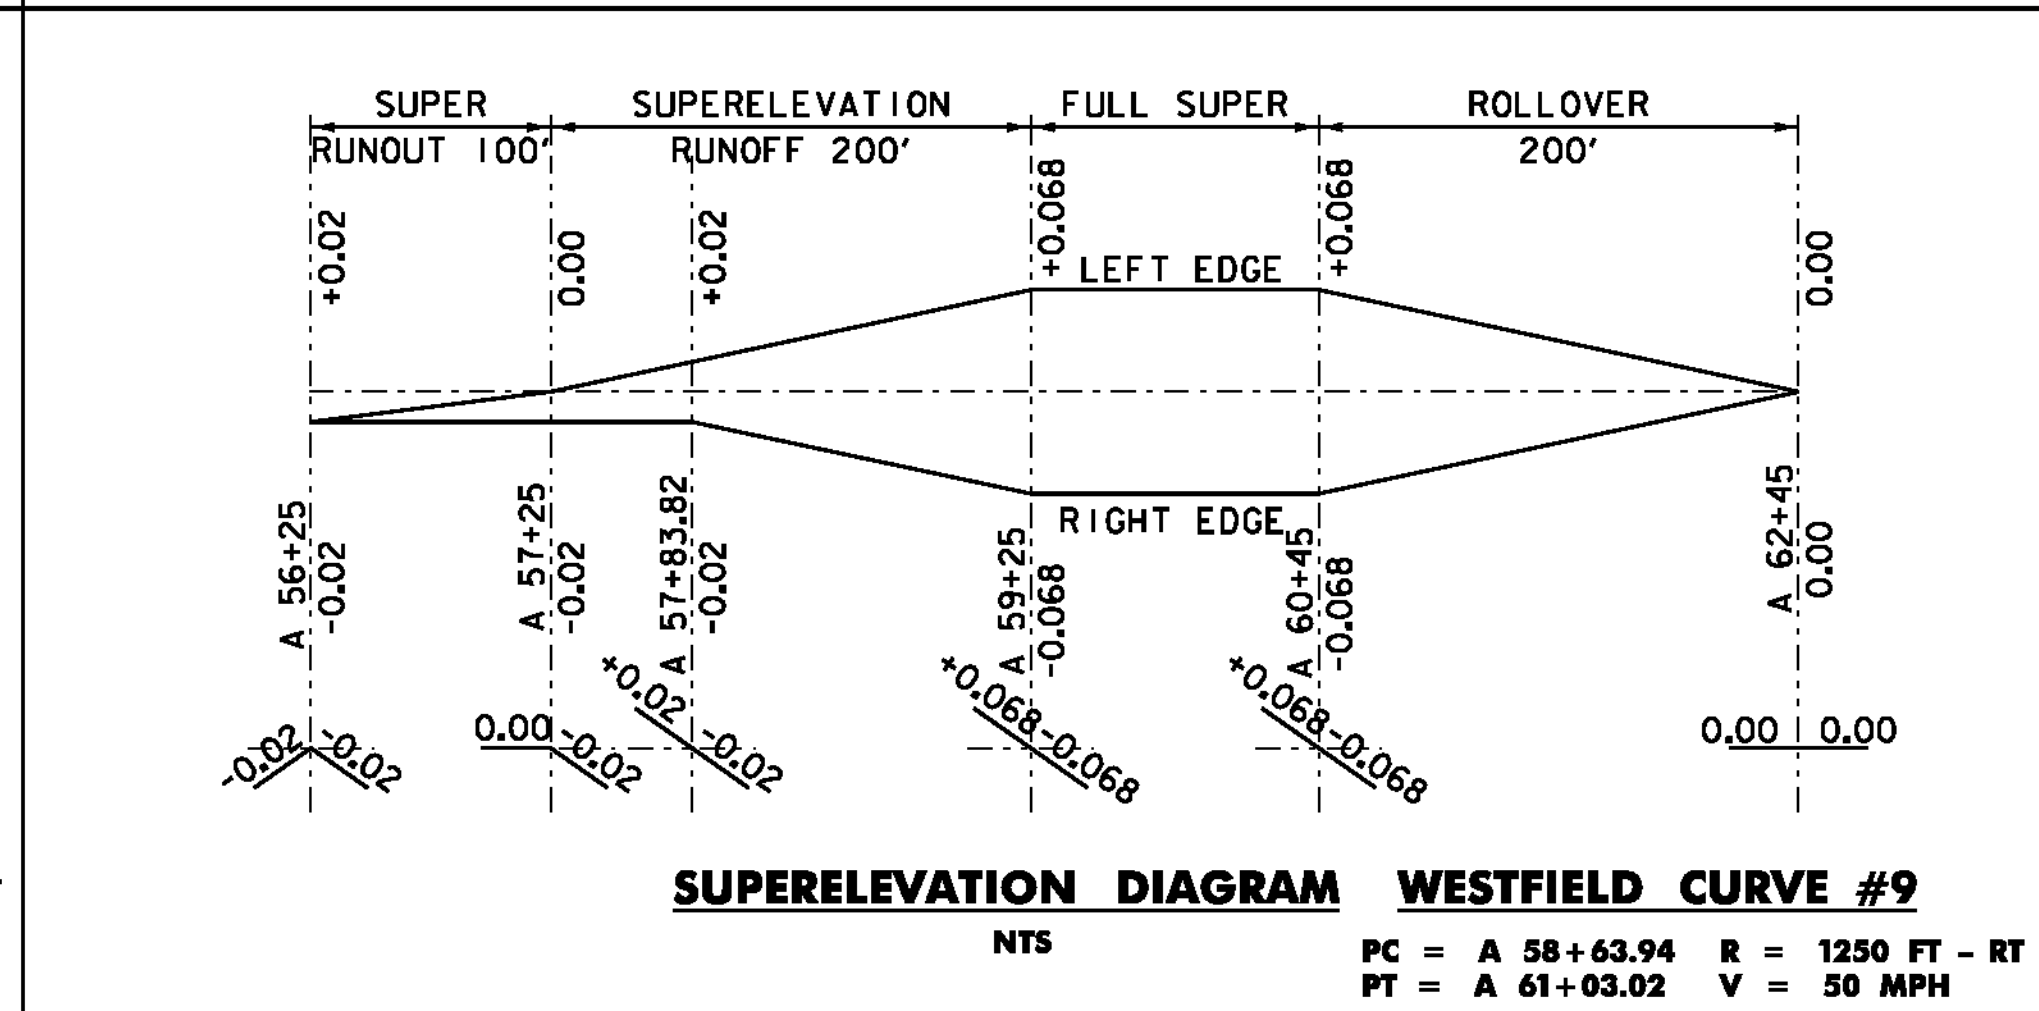 SUPER
RUNOUT 100'
SUPERELEVATION
RUNOFF 200'
FULL SUPER
ROLLOVER
200'
+0.02
0.00
+0.02
+0.068
+0.068
0.00
LEFT EDGE
RIGHT EDGE
A 56+25
-0.02
A 57+25
-0.02
A 57+83.82
-0.02
A 59+25
-0.068
A 60+45
-0.068
A 62+45
0.00
-0.02 -0.02
0.00 -0.02
+0.02 -0.02
+0.068 -0.068
+0.068 -0.068
0.00 0.00
SUPERELEVATION DIAGRAM WESTFIELD CURVE #9
NTS
PC = A 58+63.94 R = 1250 FT - RT
PT = A 61+03.02 V = 50 MPH